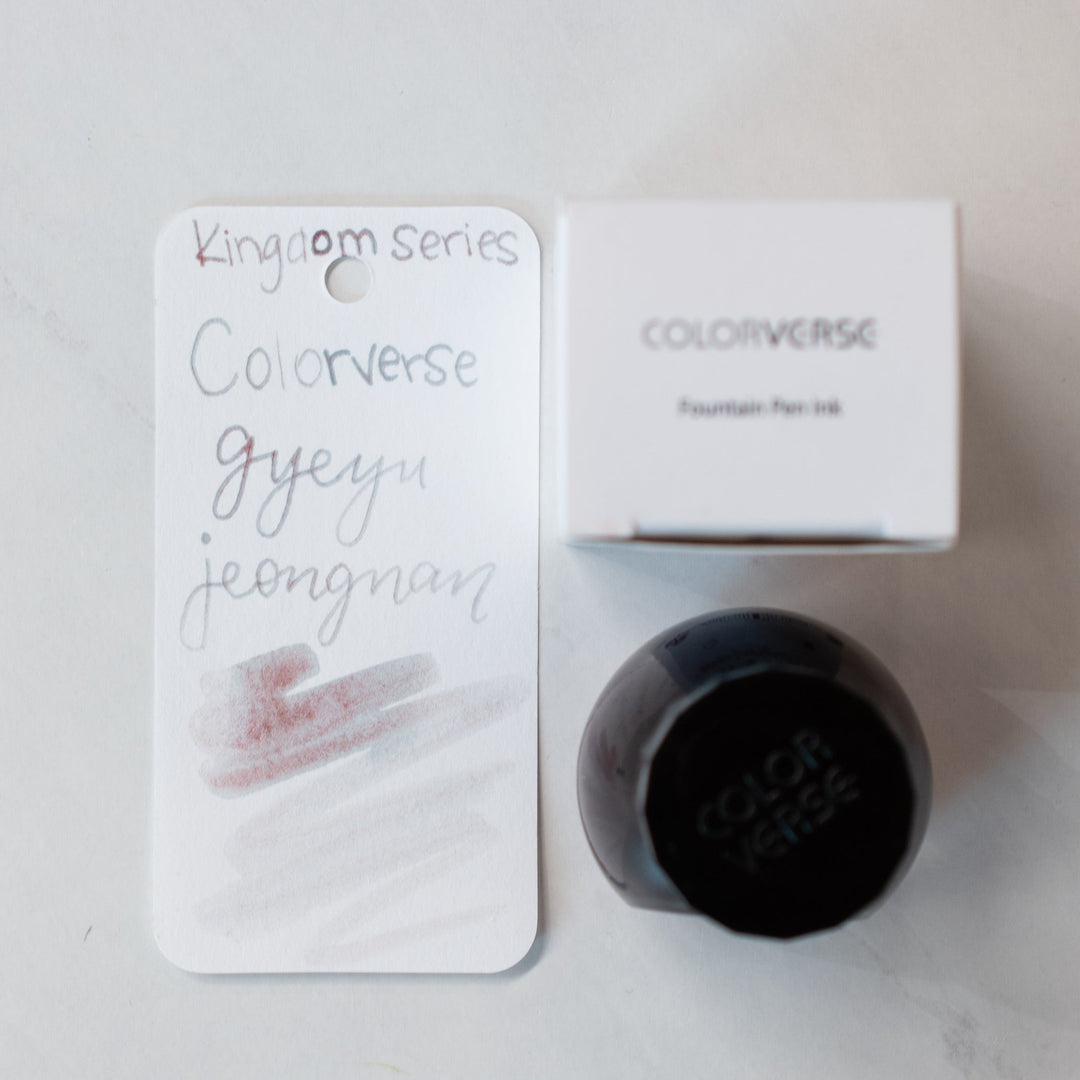 Kingdom Series
Colorverse
gyeyu
jeongnan
COLORVERSE
Fountain Pen Ink
COLOR
VERSE